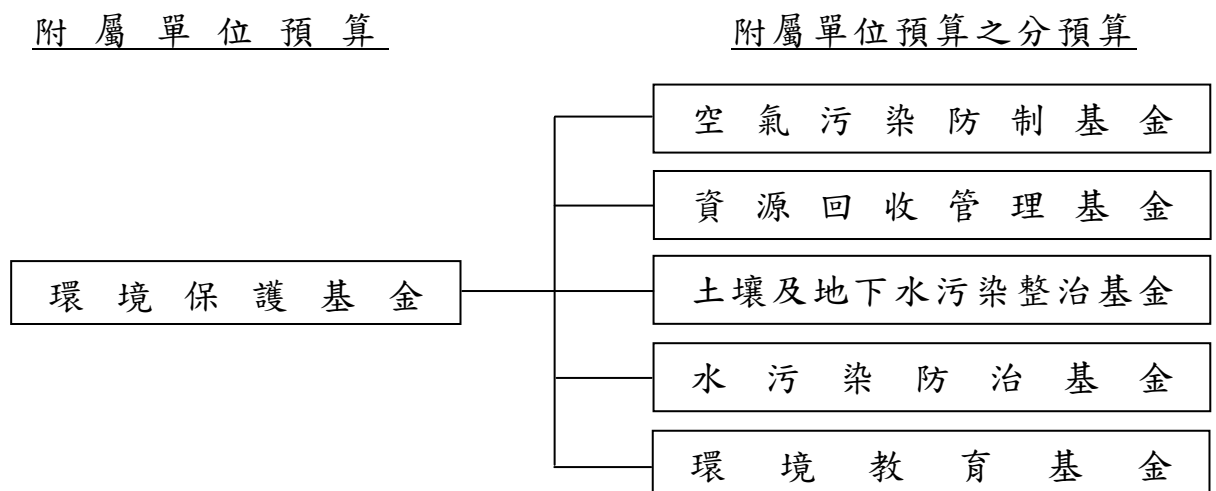 附屬單位預算
附屬單位預算之分預算
空氣污染防制基金
資源回收管理基金
環境保護基金
土壤及地下水污染整治基金
水污染防治基金
環境教育基金